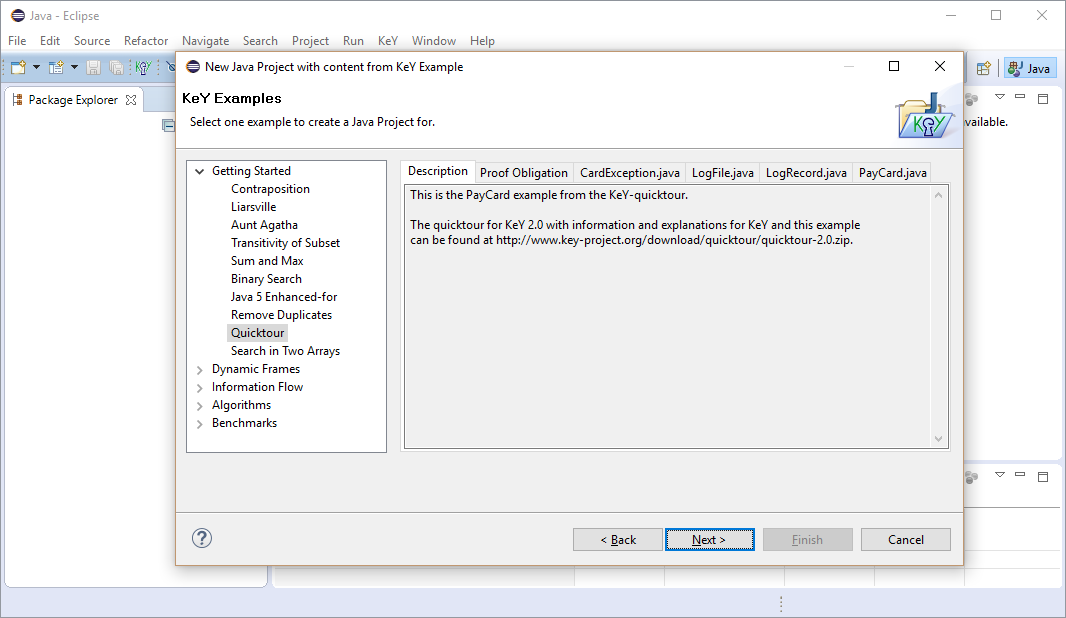 Java - Eclipse
File Edit Source Refactor Navigate Search Project Run KeY Window Help
KeY
Java
Package Explorer
vailable.
New Java Project with content from KeY Example
KeY Examples
Select one example to create a Java Project for.
KeY
Getting Started
Contraposition
Liarsville
Aunt Agatha
Transitivity of Subset
Sum and Max
Binary Search
Java 5 Enhanced-for
Remove Duplicates
Quicktour
Search in Two Arrays
Dynamic Frames
Information Flow
Algorithms
Benchmarks
Description Proof Obligation CardException.java LogFile.java LogRecord.java PayCard.java
This is the PayCard example from the KeY-quicktour.
The quicktour for KeY 2.0 with information and explanations for KeY and this example
can be found at http://www.key-project.org/download/quicktour/quicktour-2.0.zip.
?
< Back Next > Finish Cancel